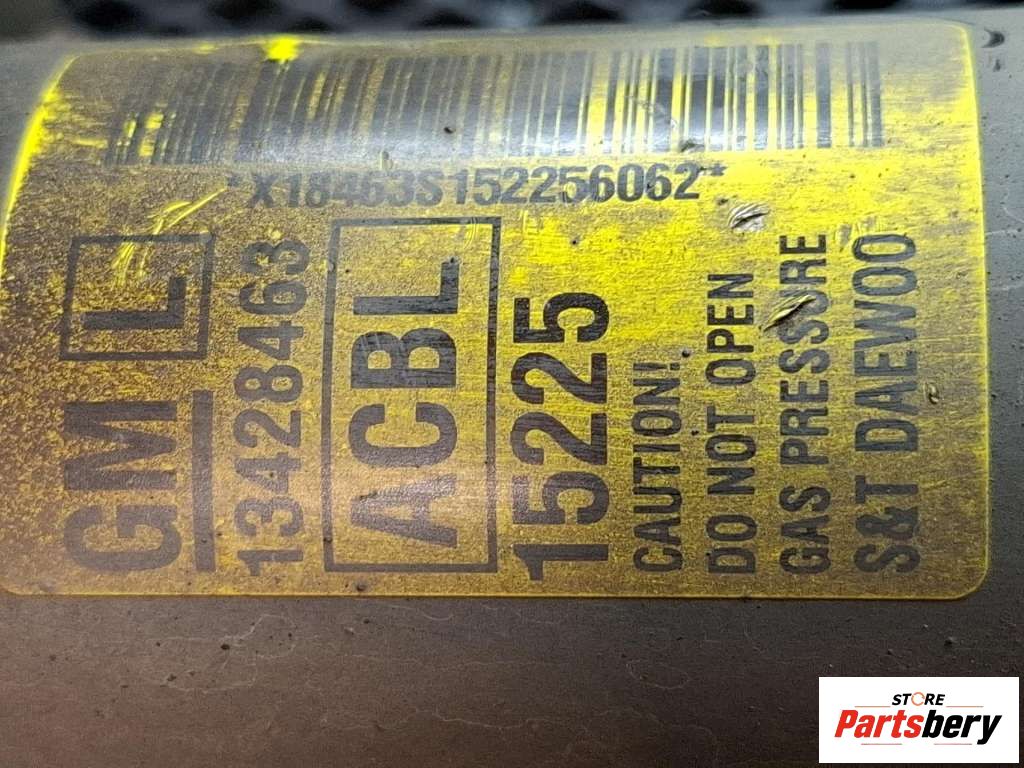 *X18463S152256062*
GM L
13428463
ACBL
15225
CAUTION!
DO NOT OPEN
GAS PRESSURE
S&T DAEWOO
STORE
Partsbery